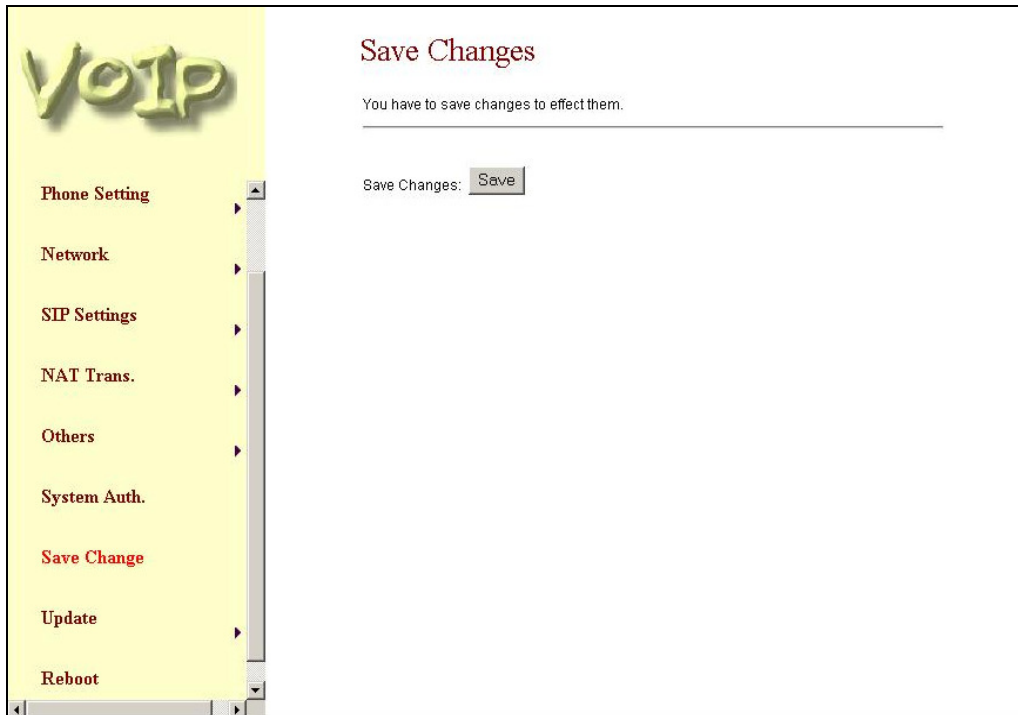 VoIP
Phone Setting
Network
SIP Settings
NAT Trans.
Others
System Auth.
Save Change
Update
Reboot
Save Changes
You have to save changes to effect them.
Save Changes: Save